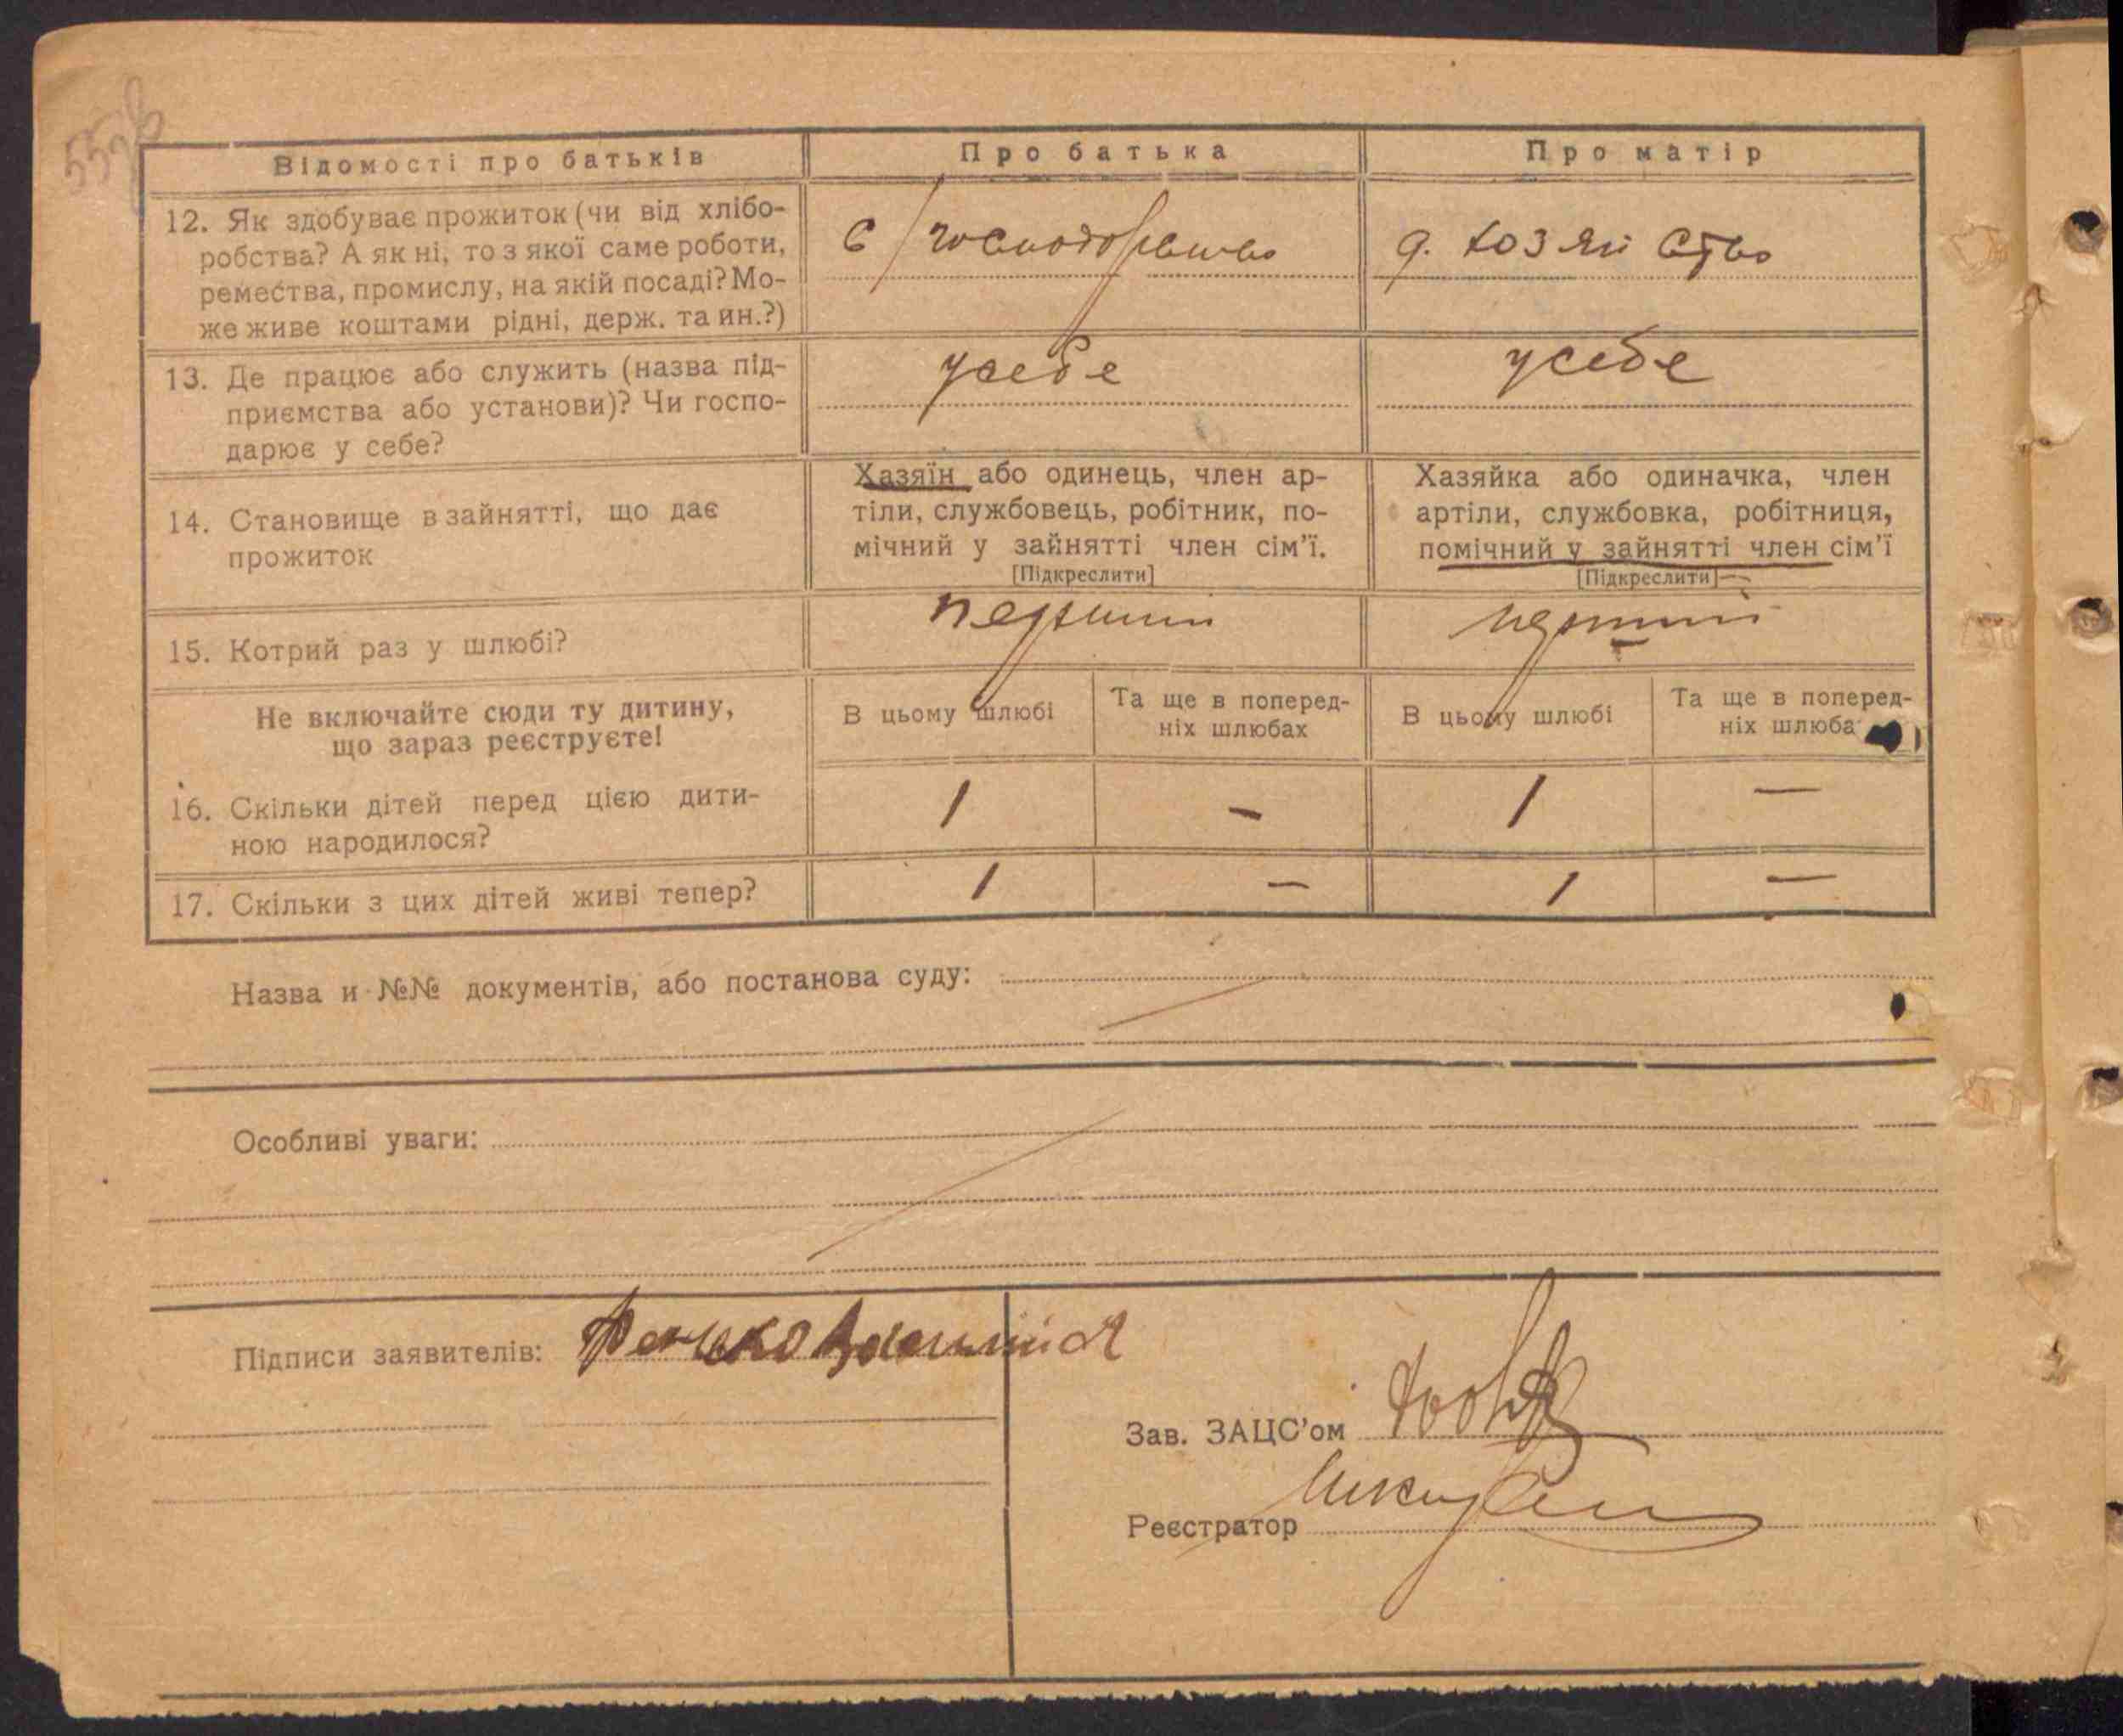 Відомості про батьків
Про батька
Про матір
12. Як здобуває прожиток (чи від хлібо-
робства? А як ні, то з якої саме роботи,
ремества, промислу, на якій посаді? Мо-
же живе коштами рідні, держ. та ин.?)
с/господорство
д. хозяйство
13. Де працює або служить (назва під-
приємства або установи)? Чи госпо-
дарює у себе?
усебе
усебе
14. Становище в зайнятті, що дає
прожиток
Хазяїн або одинець, член ар-
тіли, службовець, робітник, по-
мічний у зайнятті член сім'ї.
[Підкреслити]
Хазяйка або одиначка, член
артіли, службовка, робітниця,
помічний у зайнятті член сім'ї
[Підкреслити]
15. Котрий раз у шлюбі?
перший
перший
Не включайте сюди ту дитину,
що зараз реєструєте!
В цьому шлюбі
Та ще в поперед-
ніх шлюбах
В цьому шлюбі
Та ще в поперед-
ніх шлюба
16. Скільки дітей перед цією дити-
ною народилося?
1 - 1 -
17. Скільки з цих дітей живі тепер?
1 - 1 -
Назва и №№ документів, або постанова суду:
Особливі уваги:
Підписи заявителів:
Зав. ЗАЦС'ом
Реєстратор